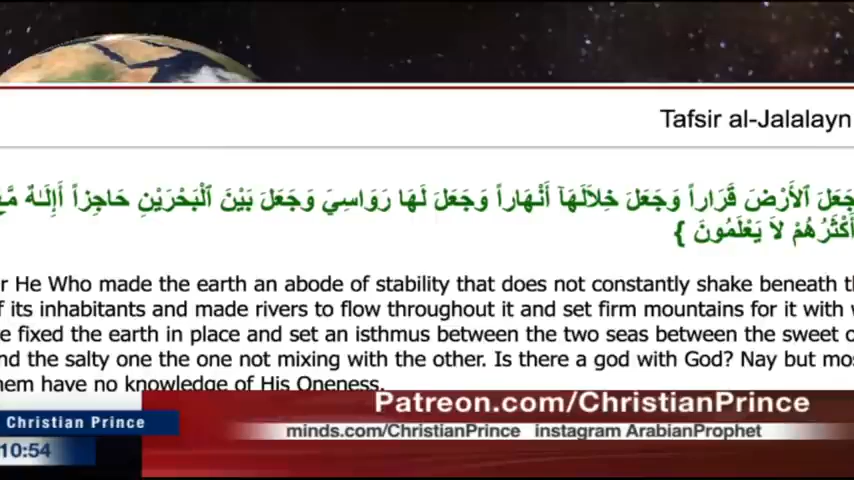 Tafsir al-Jalalayn
جَعَلَ ٱلأَرْضَ قَرَاراً وَجَعَلَ خِلاَلَهَآ أَنْهَاراً وَجَعَلَ لَهَا رَوَاسِيَ وَجَعَلَ بَيْنَ ٱلْبَحْرَيْنِ حَاجِزاً أَإِلَـٰهٌ
أَكْثَرُهُمْ لاَ يَعْلَمُونَ }
r He Who made the earth an abode of stability that does not constantly shake beneath th
f its inhabitants and made rivers to flow throughout it and set firm mountains for it with w
e fixed the earth in place and set an isthmus between the two seas between the sweet o
nd the salty one the one not mixing with the other. Is there a god with God? Nay but mos
hem have no knowledge of His Oneness.
Patreon.com/ChristianPrince
Christian Prince
minds.com/ChristianPrince instagram ArabianProphet
10:54